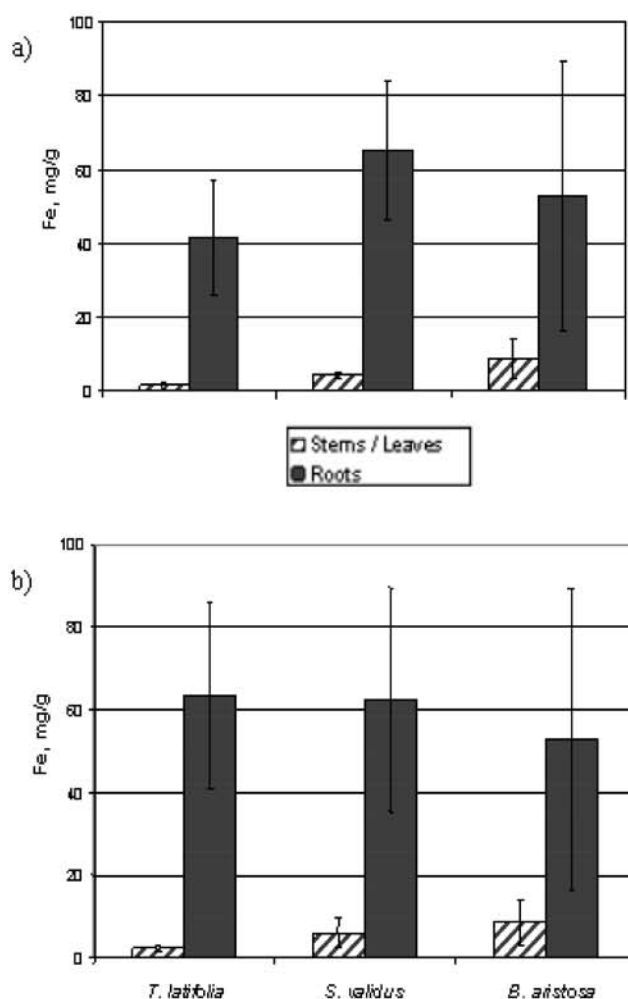 a)
100
80
60
40
20
0
Fe, mg/g
Stems / Leaves
Roots
b)
100
80
60
40
20
0
Fe, mg/g
T. latifolia S. validus B. aristosa